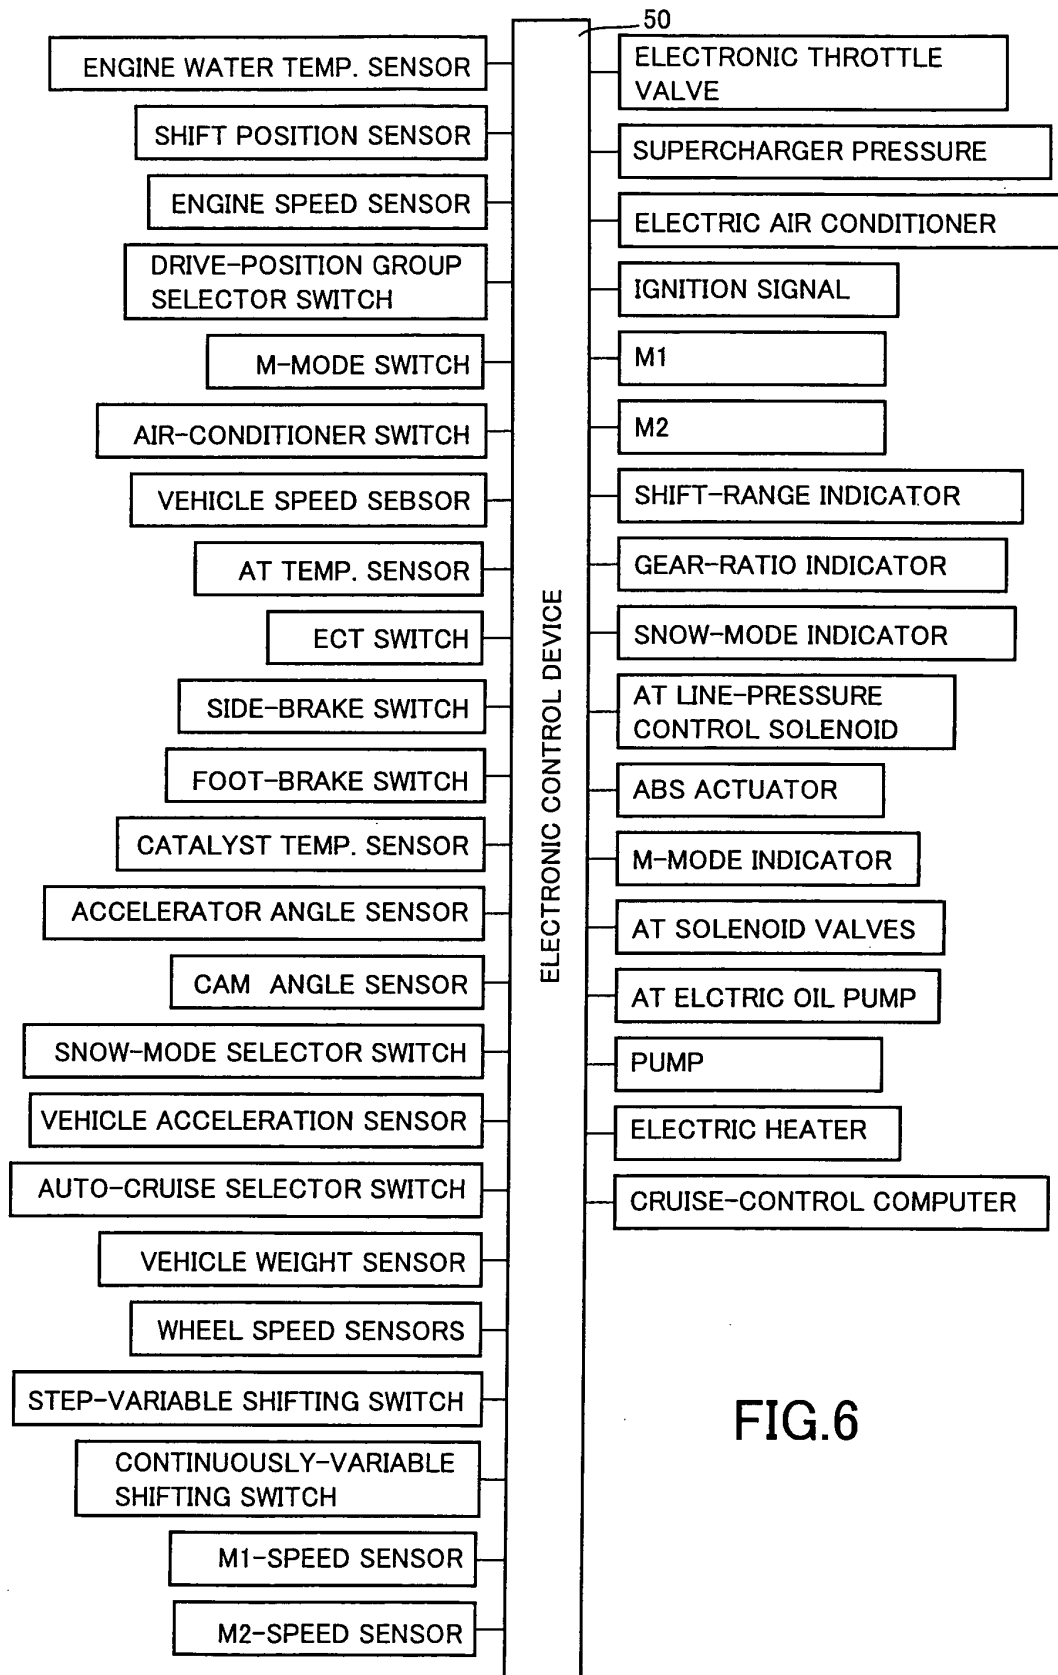 50
ENGINE WATER TEMP. SENSOR
SHIFT POSITION SENSOR
ENGINE SPEED SENSOR
DRIVE-POSITION GROUP
SELECTOR SWITCH
M-MODE SWITCH
AIR-CONDITIONER SWITCH
VEHICLE SPEED SEBSOR
AT TEMP. SENSOR
ECT SWITCH
SIDE-BRAKE SWITCH
FOOT-BRAKE SWITCH
CATALYST TEMP. SENSOR
ACCELERATOR ANGLE SENSOR
CAM ANGLE SENSOR
SNOW-MODE SELECTOR SWITCH
VEHICLE ACCELERATION SENSOR
AUTO-CRUISE SELECTOR SWITCH
VEHICLE WEIGHT SENSOR
WHEEL SPEED SENSORS
STEP-VARIABLE SHIFTING SWITCH
CONTINUOUSLY-VARIABLE
SHIFTING SWITCH
M1-SPEED SENSOR
M2-SPEED SENSOR
ELECTRONIC CONTROL DEVICE
ELECTRONIC THROTTLE
VALVE
SUPERCHARGER PRESSURE
ELECTRIC AIR CONDITIONER
IGNITION SIGNAL
M1
M2
SHIFT-RANGE INDICATOR
GEAR-RATIO INDICATOR
SNOW-MODE INDICATOR
AT LINE-PRESSURE
CONTROL SOLENOID
ABS ACTUATOR
M-MODE INDICATOR
AT SOLENOID VALVES
AT ELCTRIC OIL PUMP
PUMP
ELECTRIC HEATER
CRUISE-CONTROL COMPUTER
FIG.6